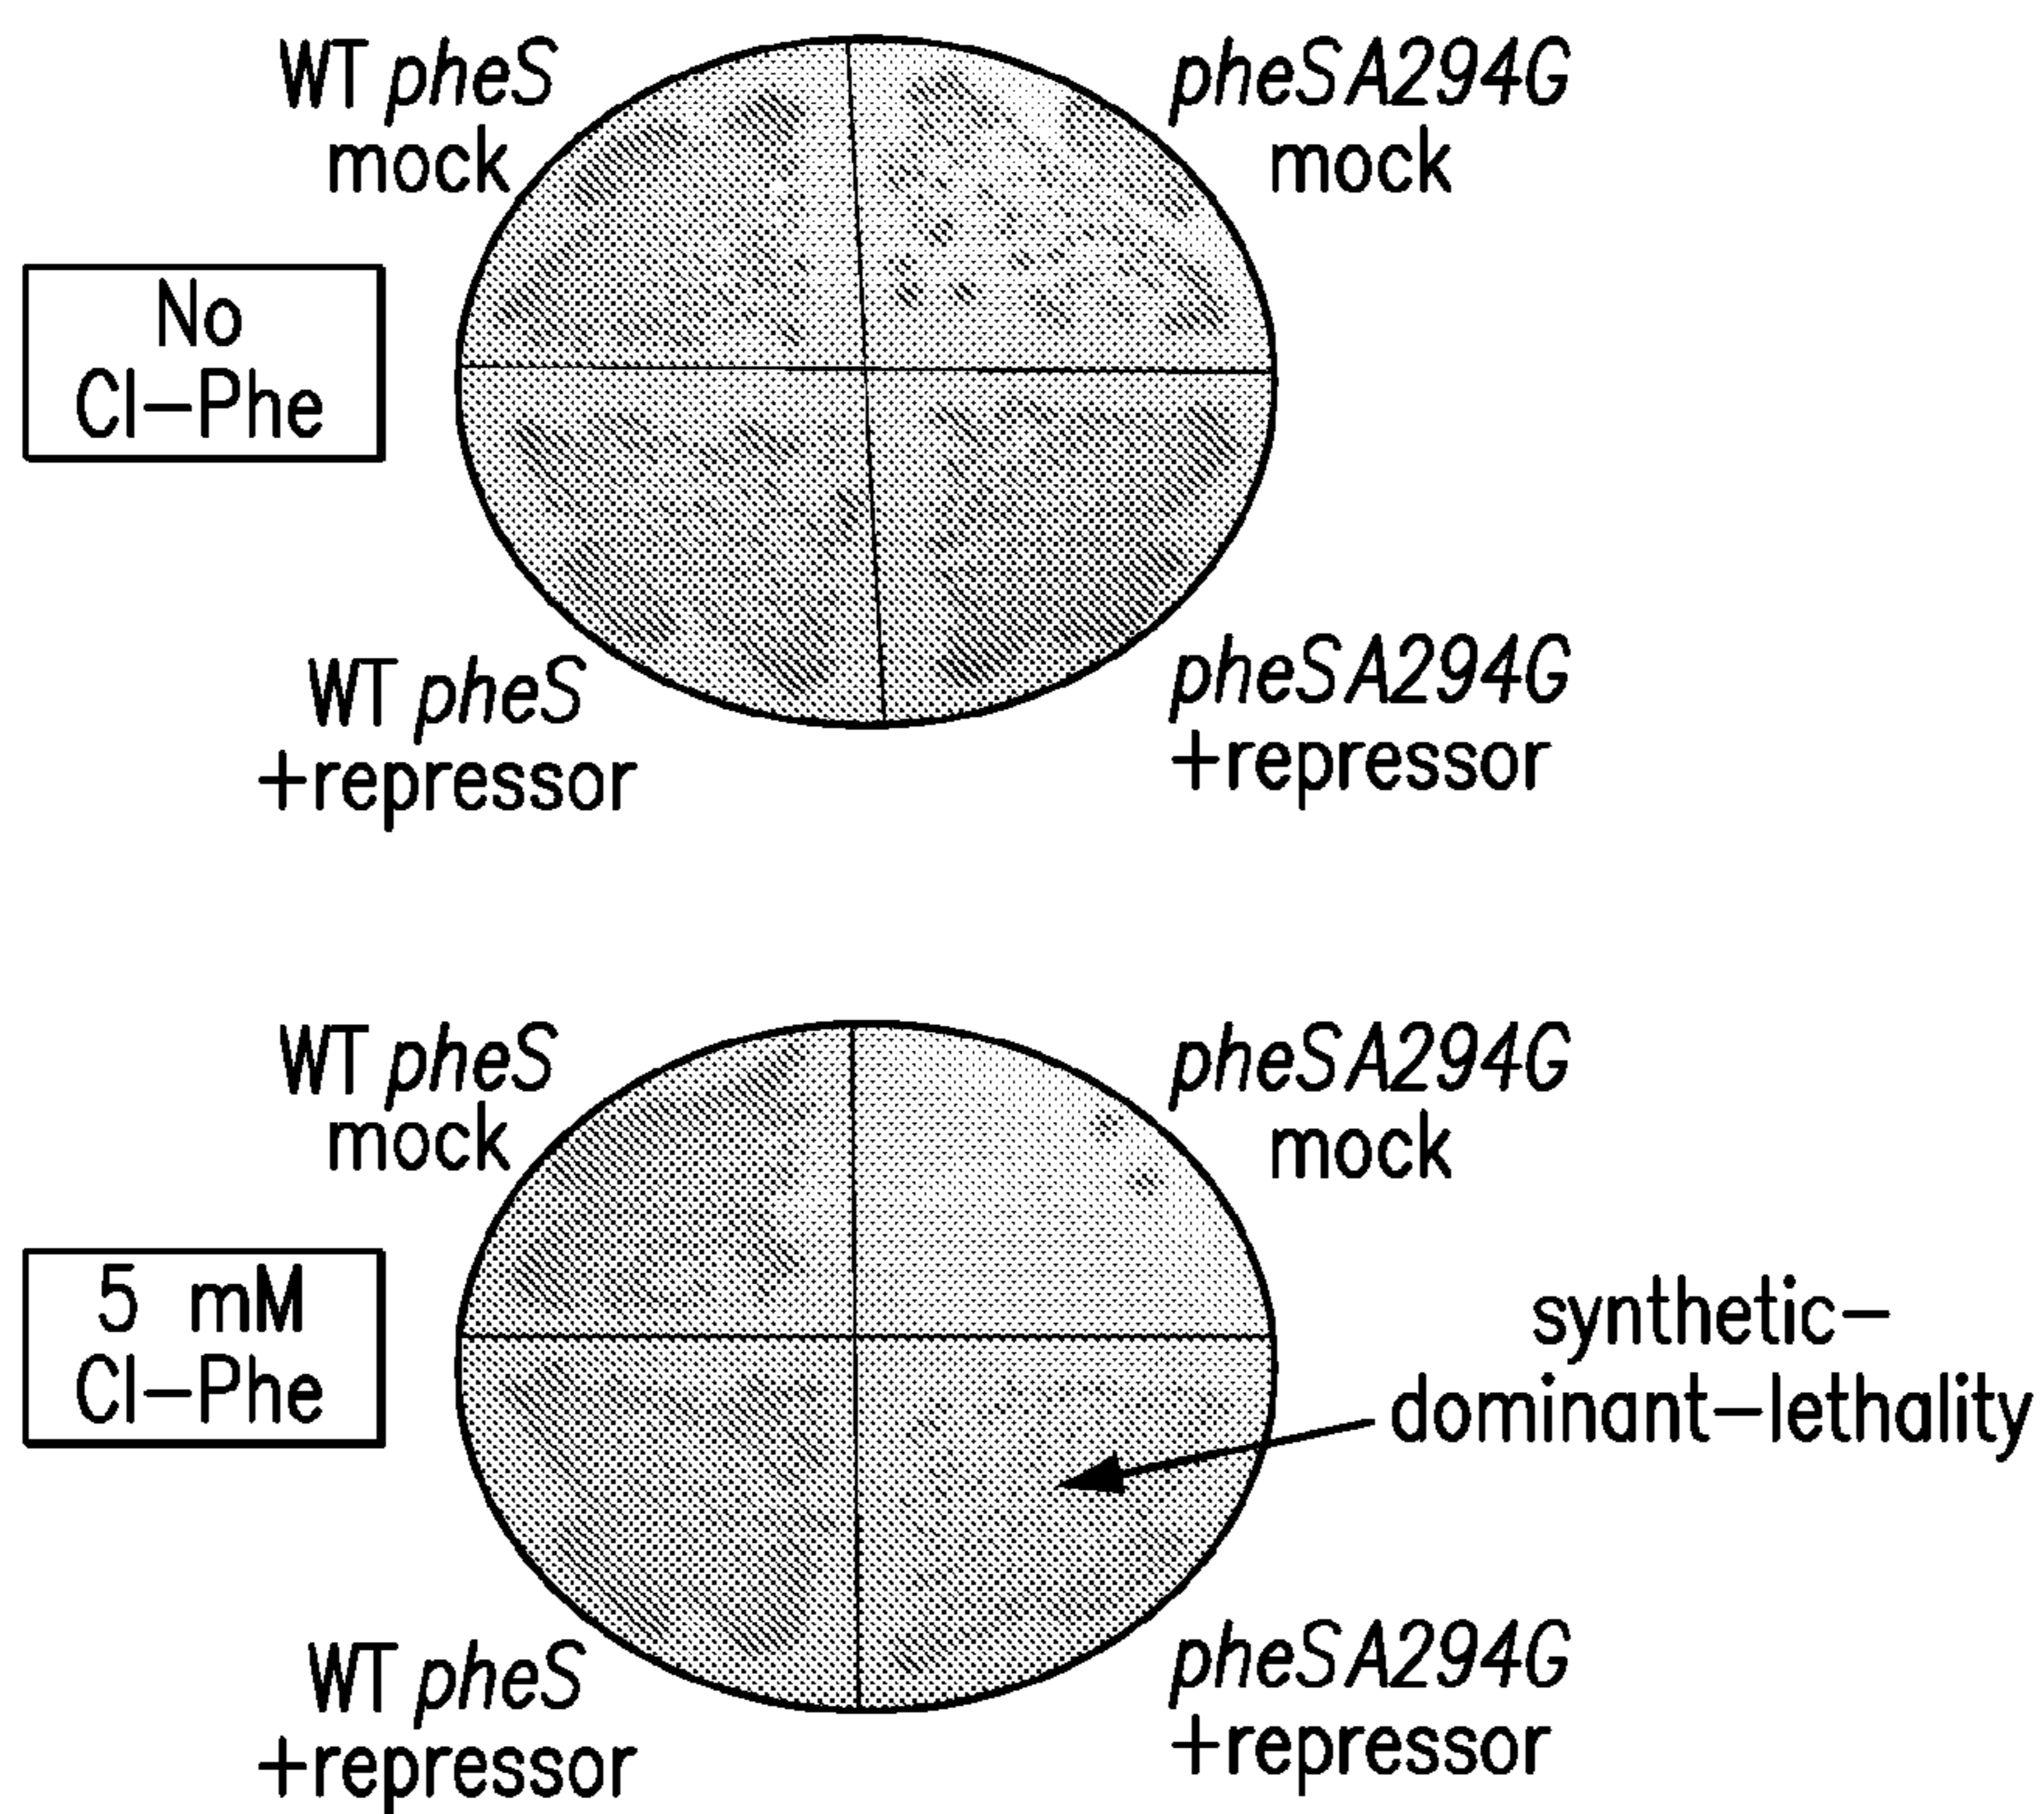 WT pheS
mock
pheSA294G
mock
No
Cl-Phe
WT pheS
+repressor
pheSA294G
+repressor
WT pheS
mock
pheSA294G
mock
5 mM
Cl-Phe
synthetic-
dominant-lethality
WT pheS
+repressor
pheSA294G
+repressor